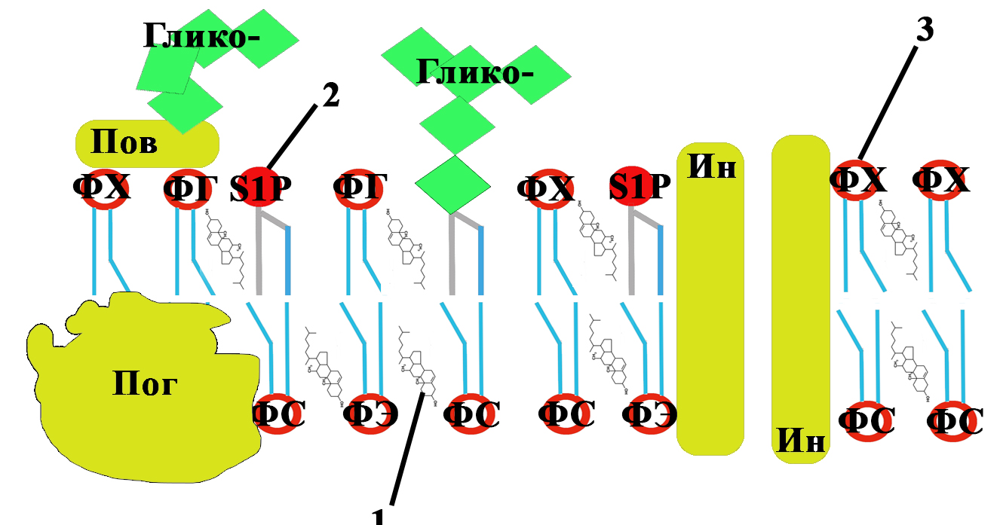 Глико-
3
Глико-
2
Пов
Ин
ФХ ФГ S1P ФГ ФХ S1P ФХ ФХ
Пог
ФС ФЭ ФС ФС ФЭ ФС ФС
Ин
1